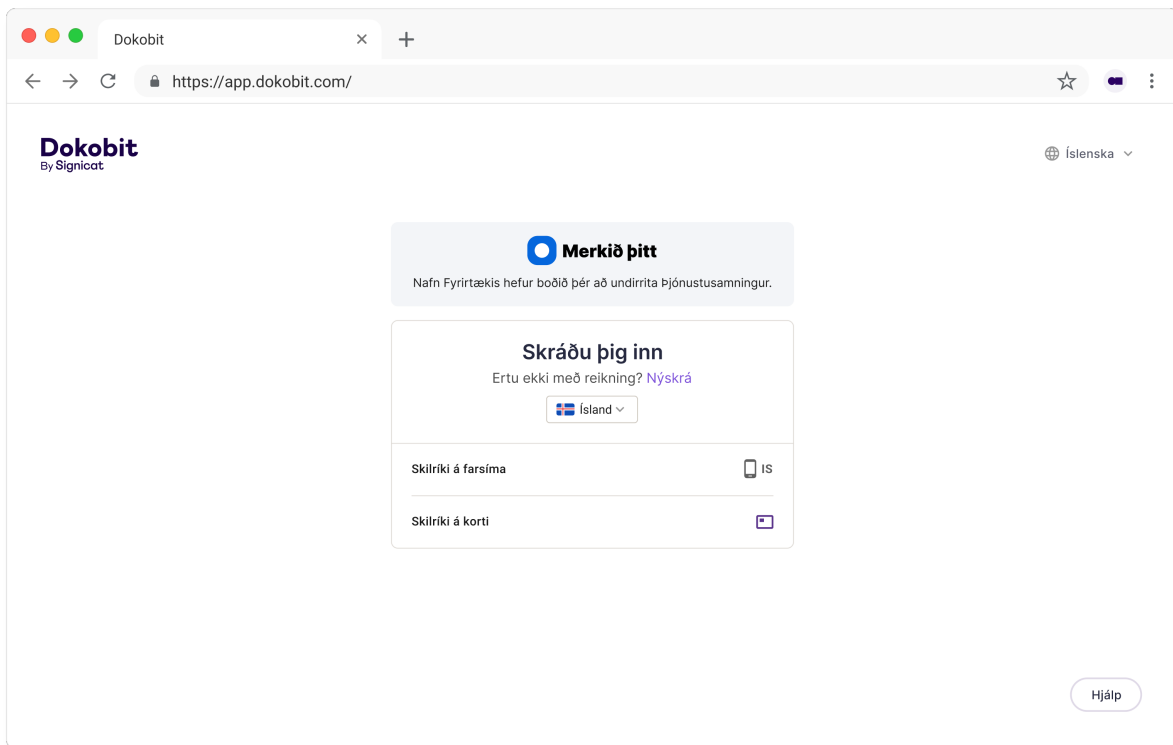 Dokobit
https://app.dokobit.com/
Dokobit
By Signicat
Íslenska
Merkið þitt
Nafn Fyrirtækis hefur boðið þér að undirrita Þjónustusamningur.
Skráðu þig inn
Ertu ekki með reikning? Nýskrá
Ísland
Skilríki á farsíma
IS
Skilríki á korti
Hjálp